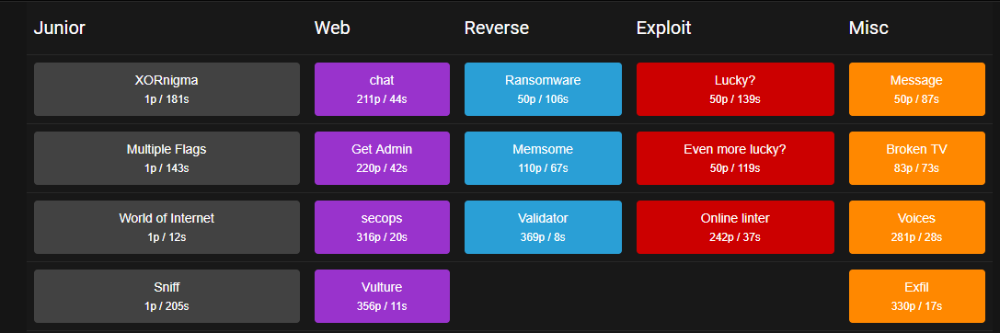 Junior Web Reverse Exploit Misc
XORnigma chat Ransomware Lucky? Message
1p / 181s 211p / 44s 50p / 106s 50p / 139s 50p / 87s
Multiple Flags Get Admin Memsome Even more lucky? Broken TV
1p / 143s 220p / 42s 110p / 67s 50p / 119s 83p / 73s
World of Internet secops Validator Online linter Voices
1p / 12s 316p / 20s 369p / 8s 242p / 37s 281p / 28s
Sniff Vulture Exfil
1p / 205s 356p / 11s 330p / 17s